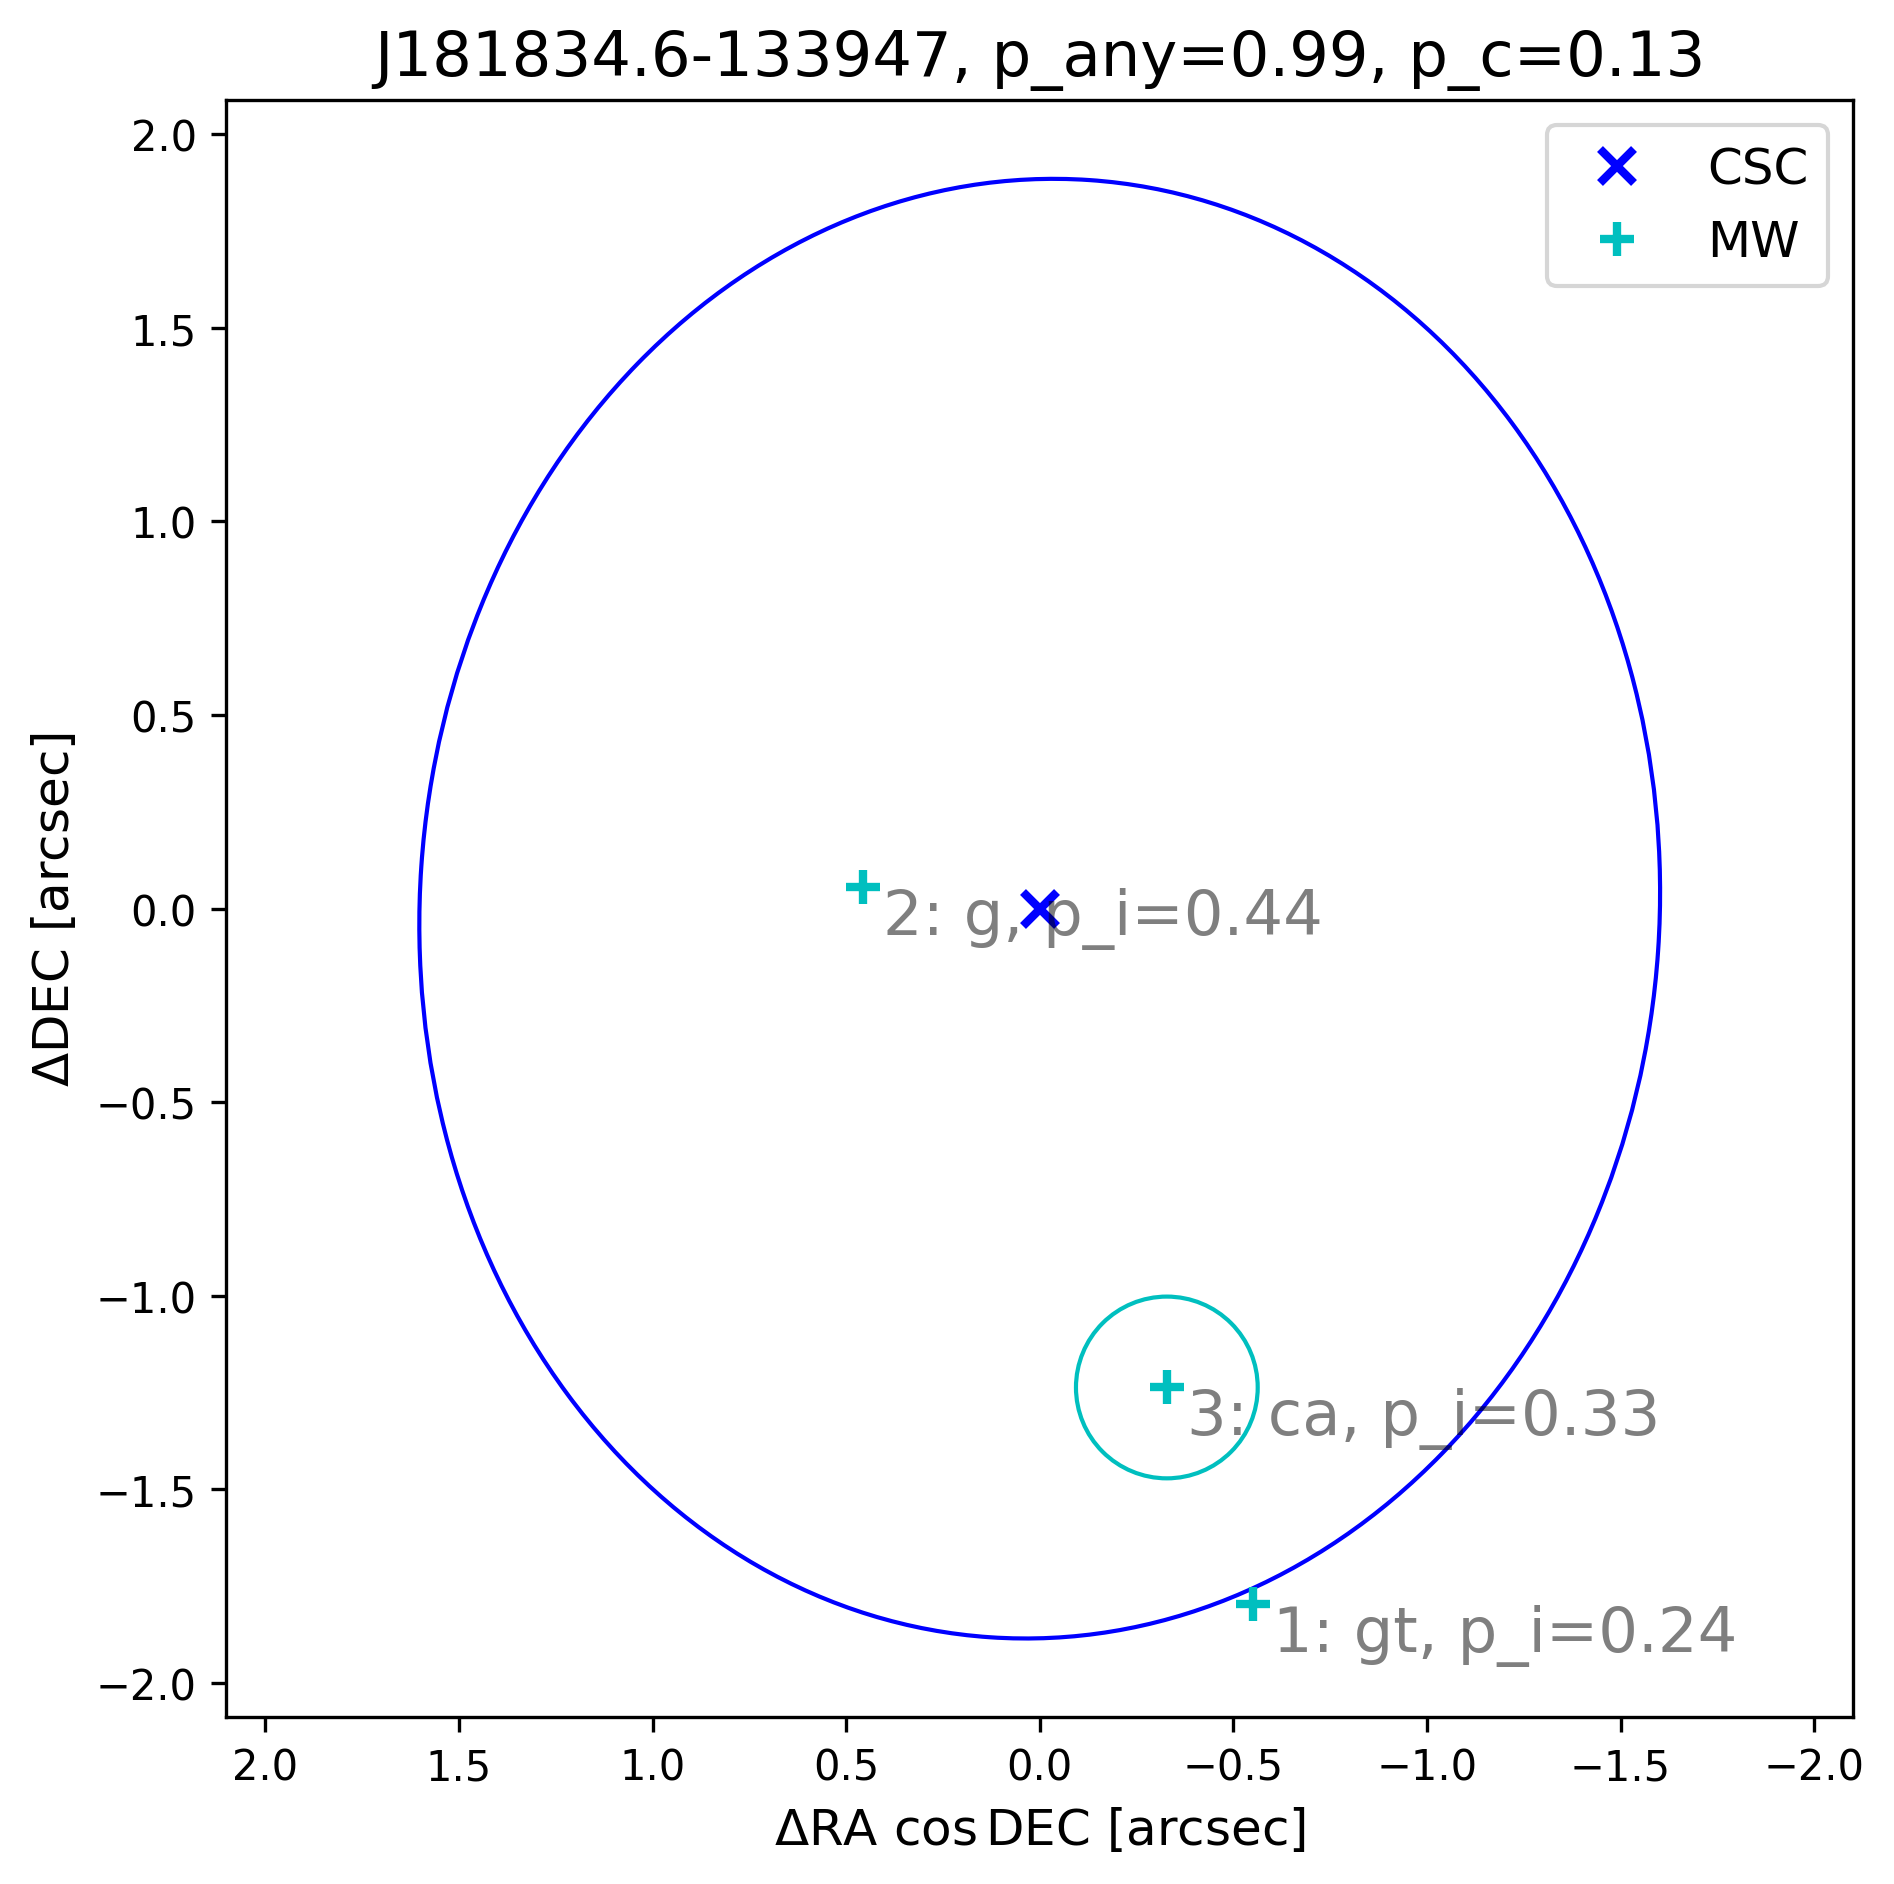 J181834.6-133947, p_any=0.99, p_c=0.13
CSC
MW
2.0
1.5
1.0
0.5
0.0
−0.5
−1.0
−1.5
−2.0
ΔDEC [arcsec]
2: g, p_i=0.44
3: ca, p_i=0.33
1: gt, p_i=0.24
2.0 1.5 1.0 0.5 0.0 −0.5 −1.0 −1.5 −2.0
ΔRA cos DEC [arcsec]